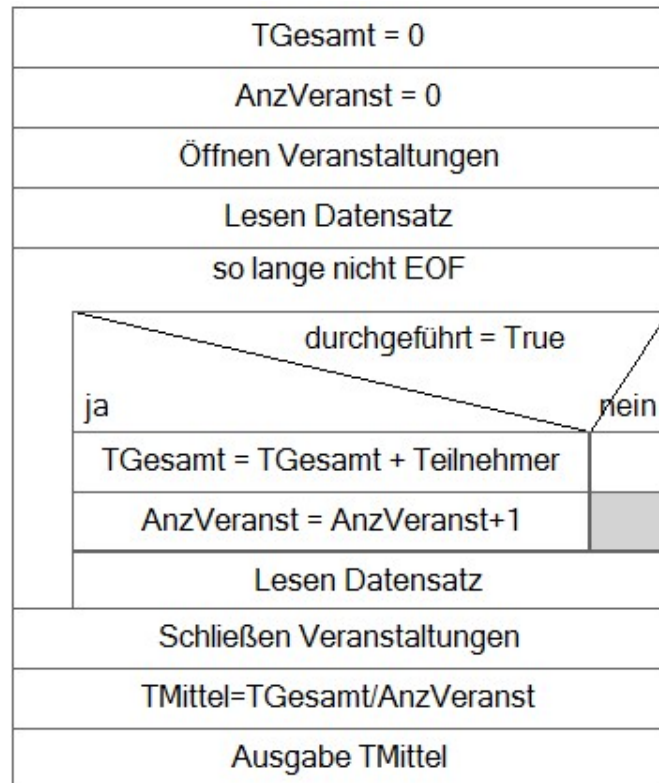 TGesamt = 0
AnzVeranst = 0
Öffnen Veranstaltungen
Lesen Datensatz
so lange nicht EOF
durchgeführt = True
ja
nein
TGesamt = TGesamt + Teilnehmer
AnzVeranst = AnzVeranst+1
Lesen Datensatz
Schließen Veranstaltungen
TMittel=TGesamt/AnzVeranst
Ausgabe TMittel